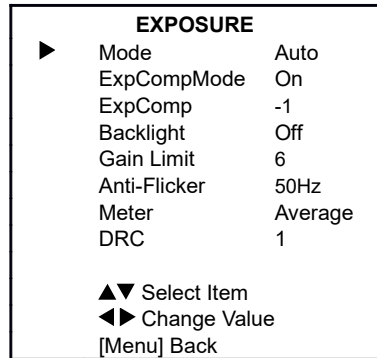 EXPOSURE
▶ Mode Auto
ExpCompMode On
ExpComp -1
Backlight Off
Gain Limit 6
Anti-Flicker 50Hz
Meter Average
DRC 1
▲▼ Select Item
◀▶ Change Value
[Menu] Back